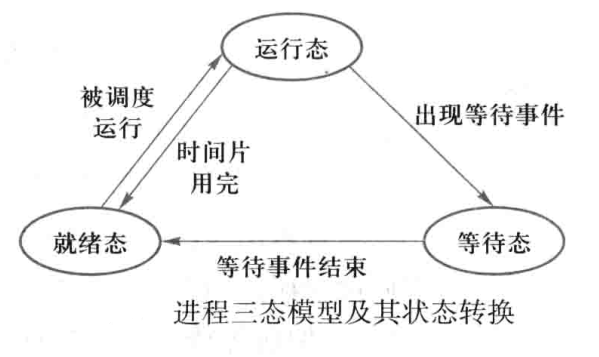 运行态
被调度
运行
出现等待事件
时间片
用完
就绪态
等待态
等待事件结束
进程三态模型及其状态转换